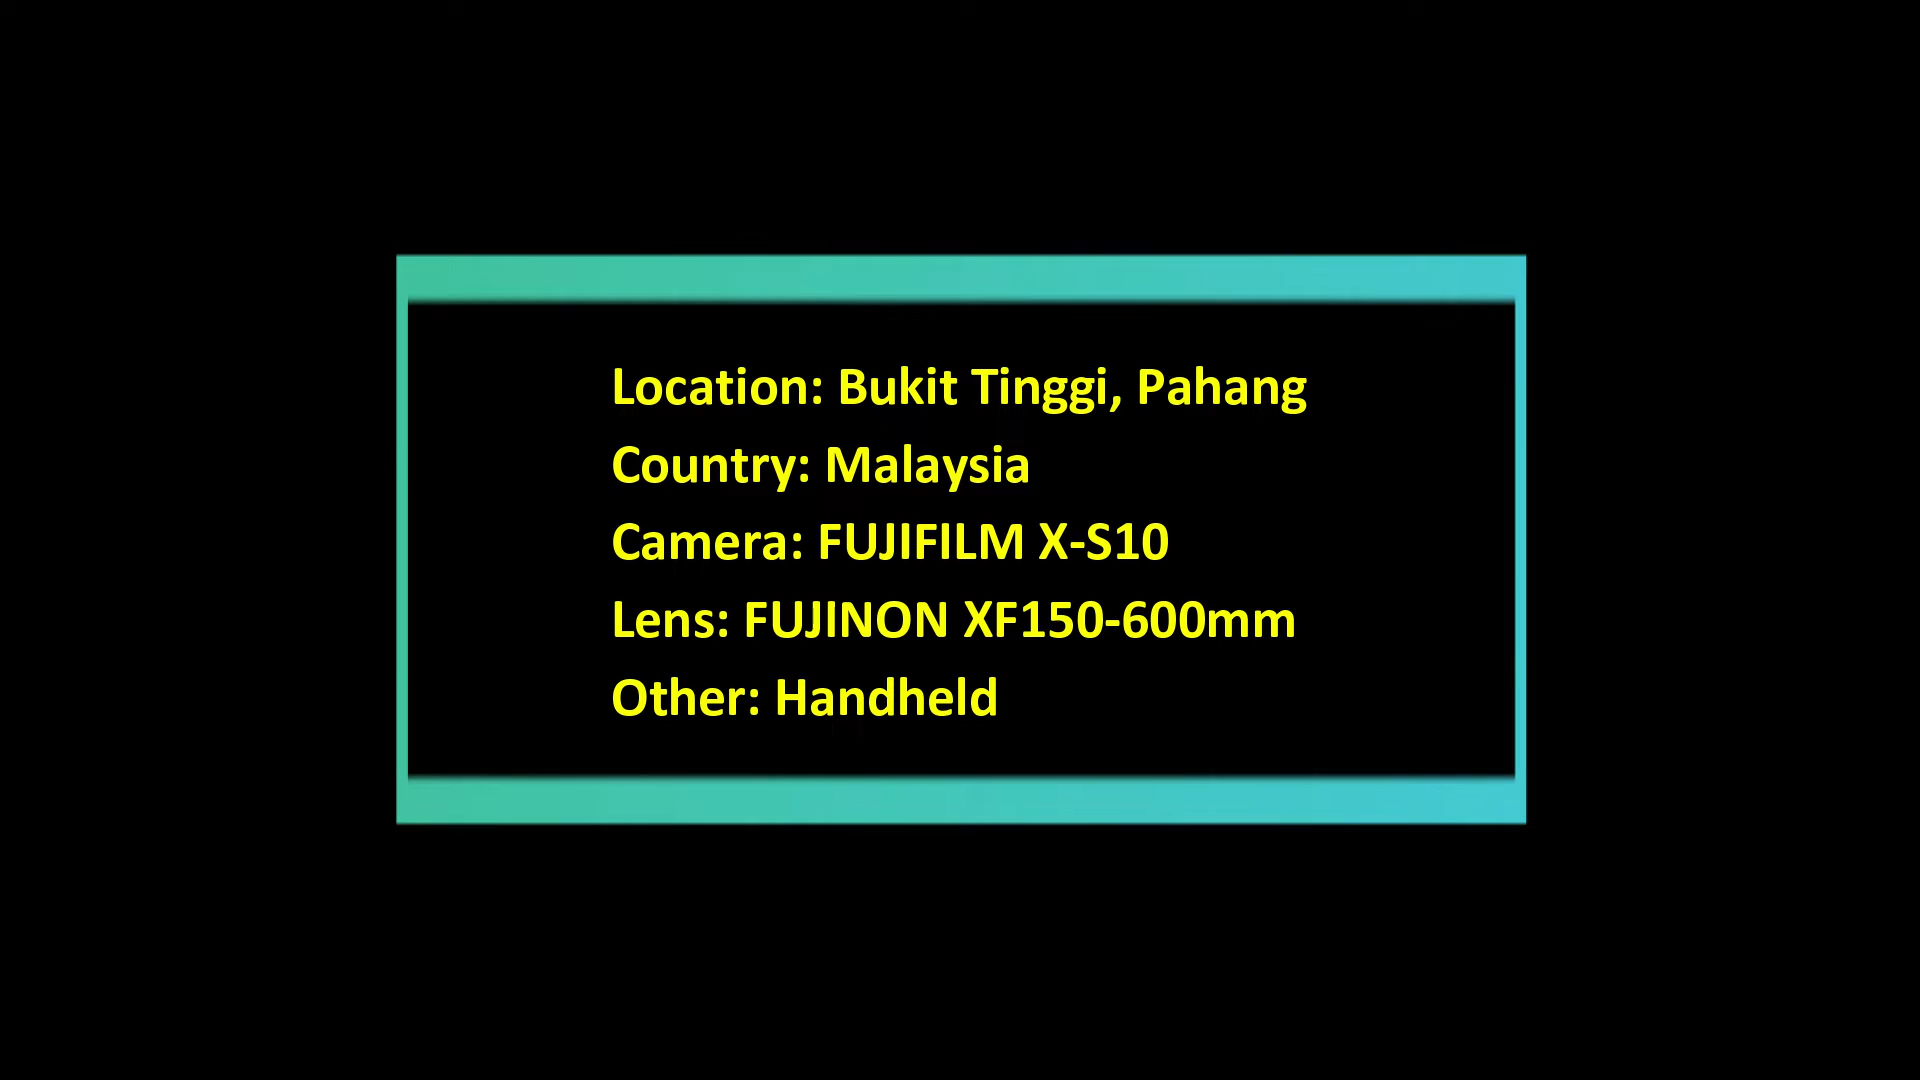 Location: Bukit Tinggi, Pahang
Country: Malaysia
Camera: FUJIFILM X-S10
Lens: FUJINON XF150-600mm
Other: Handheld